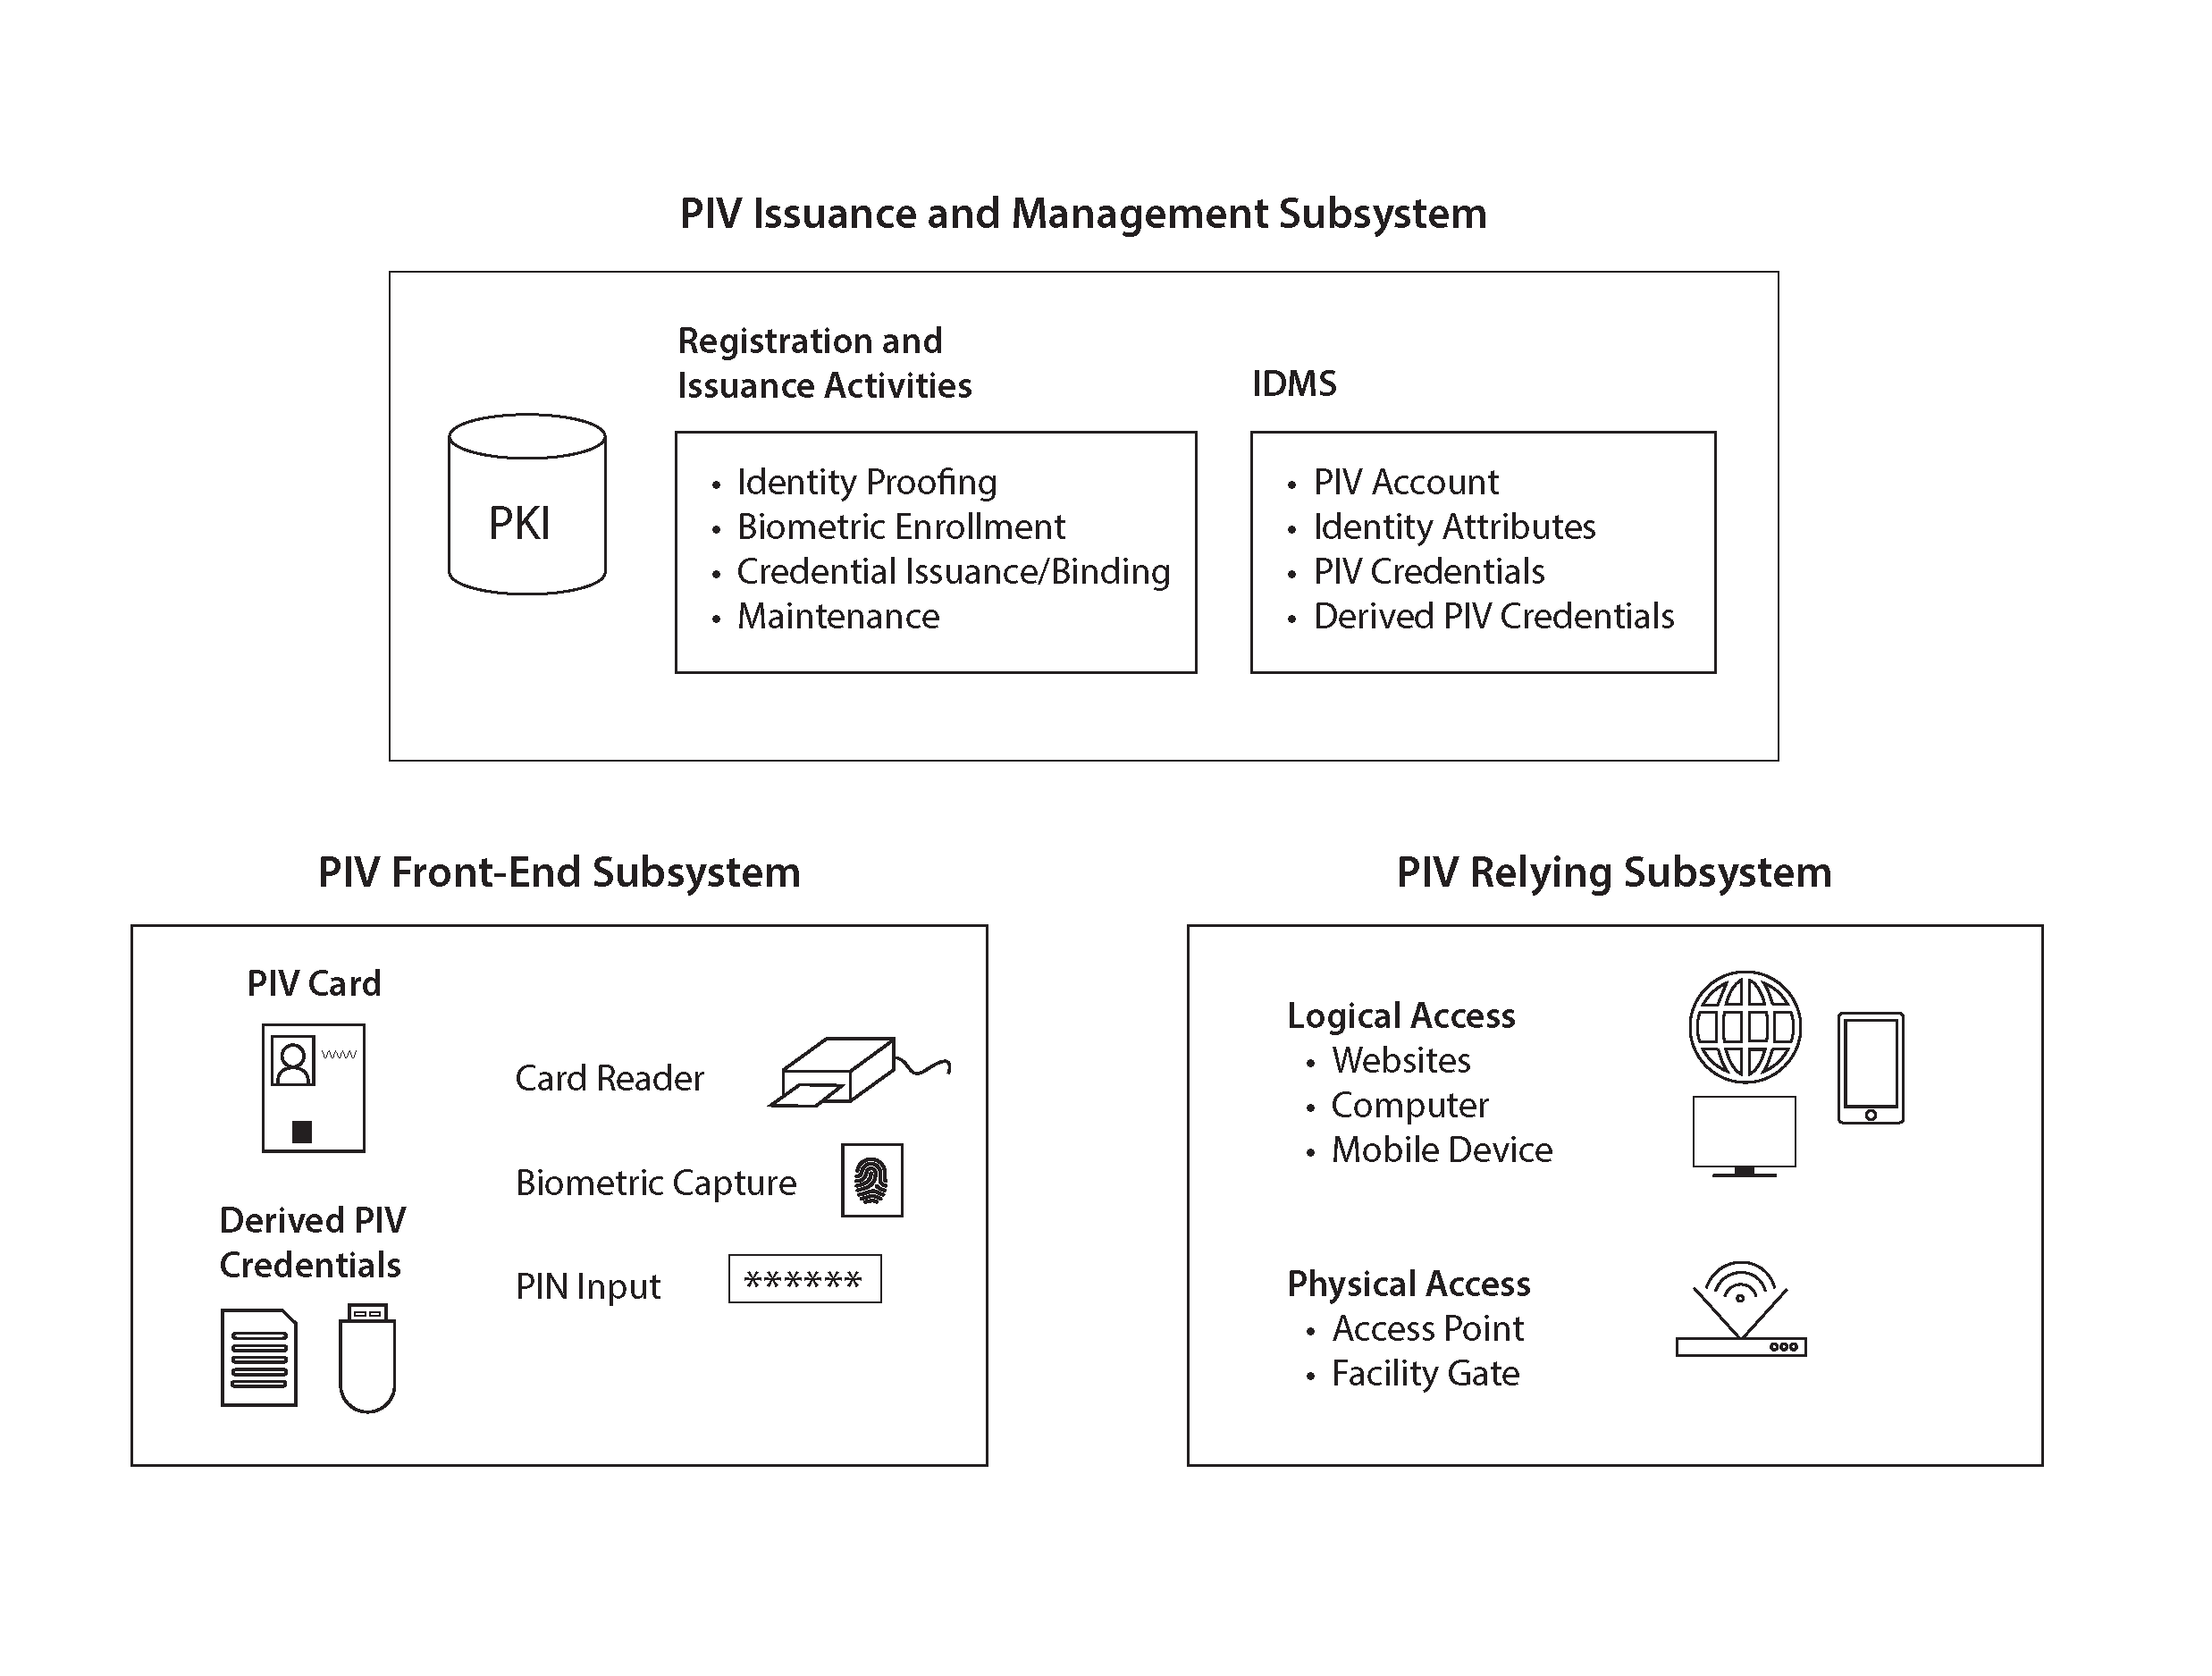 PIV Issuance and Management Subsystem
Registration and
Issuance Activities
IDMS
PKI
• Identity Proofing
• Biometric Enrollment
• Credential Issuance/Binding
• Maintenance
• PIV Account
• Identity Attributes
• PIV Credentials
• Derived PIV Credentials
PIV Front-End Subsystem
PIV Card
Derived PIV
Credentials
Card Reader
Biometric Capture
PIN Input
******
PIV Relying Subsystem
Logical Access
• Websites
• Computer
• Mobile Device
Physical Access
• Access Point
• Facility Gate